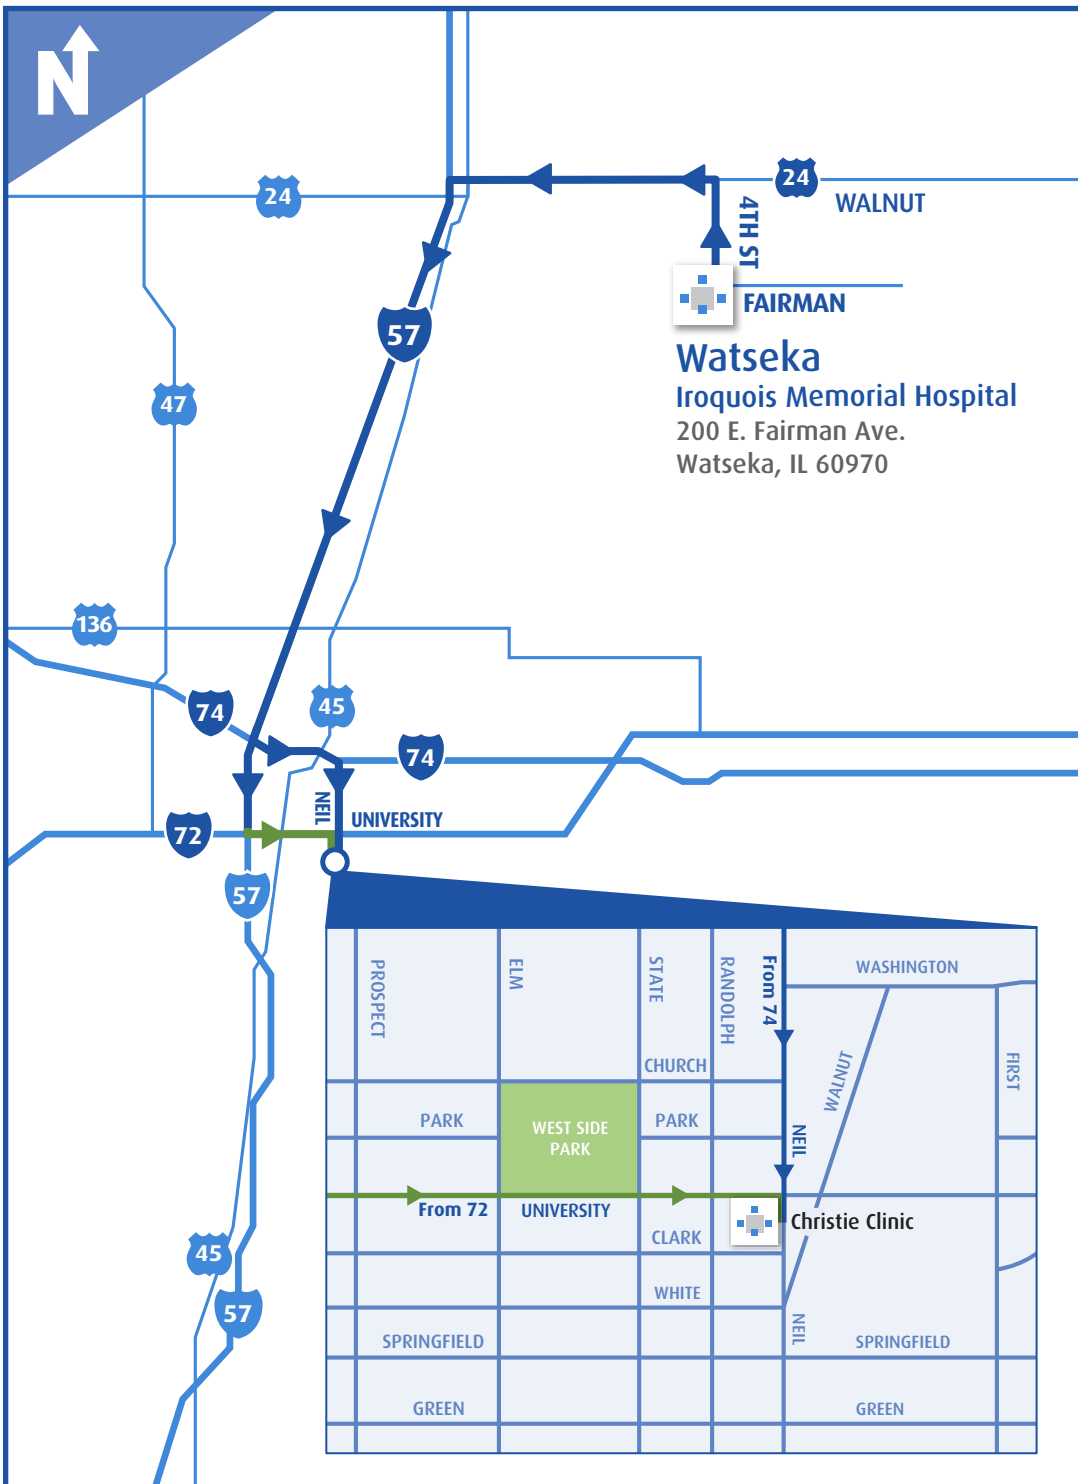 N
24
24
WALNUT
4TH ST
FAIRMAN
57
Watseka
Iroquois Memorial Hospital
200 E. Fairman Ave.
Watseka, IL 60970
47
136
74
45
74
NEIL
UNIVERSITY
72
57
PROSPECT
ELM
STATE
RANDOLPH
From 74
WASHINGTON
CHURCH
WALNUT
FIRST
PARK
WEST SIDE
PARK
PARK
NEIL
From 72
UNIVERSITY
Christie Clinic
CLARK
45
WHITE
57
NEIL
SPRINGFIELD
SPRINGFIELD
GREEN
GREEN